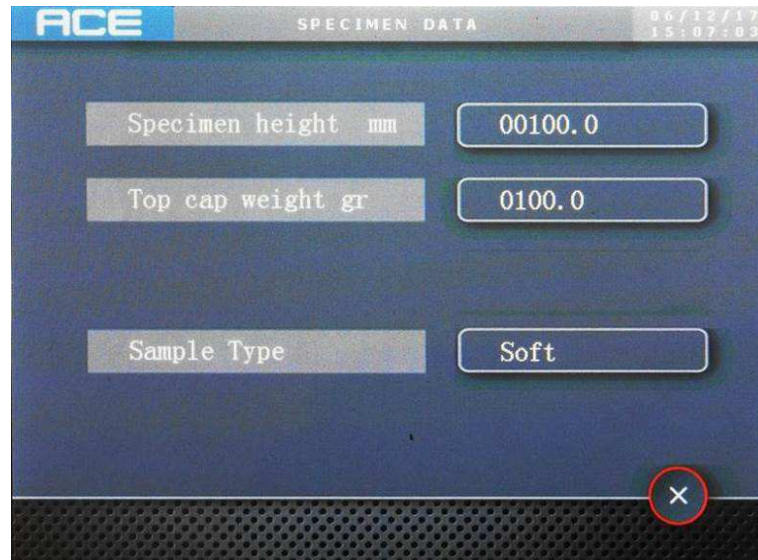 ACE
SPECIMEN DATA
06/12/17
15:07:03
Specimen height mm
00100.0
Top cap weight gr
0100.0
Sample Type
Soft
×